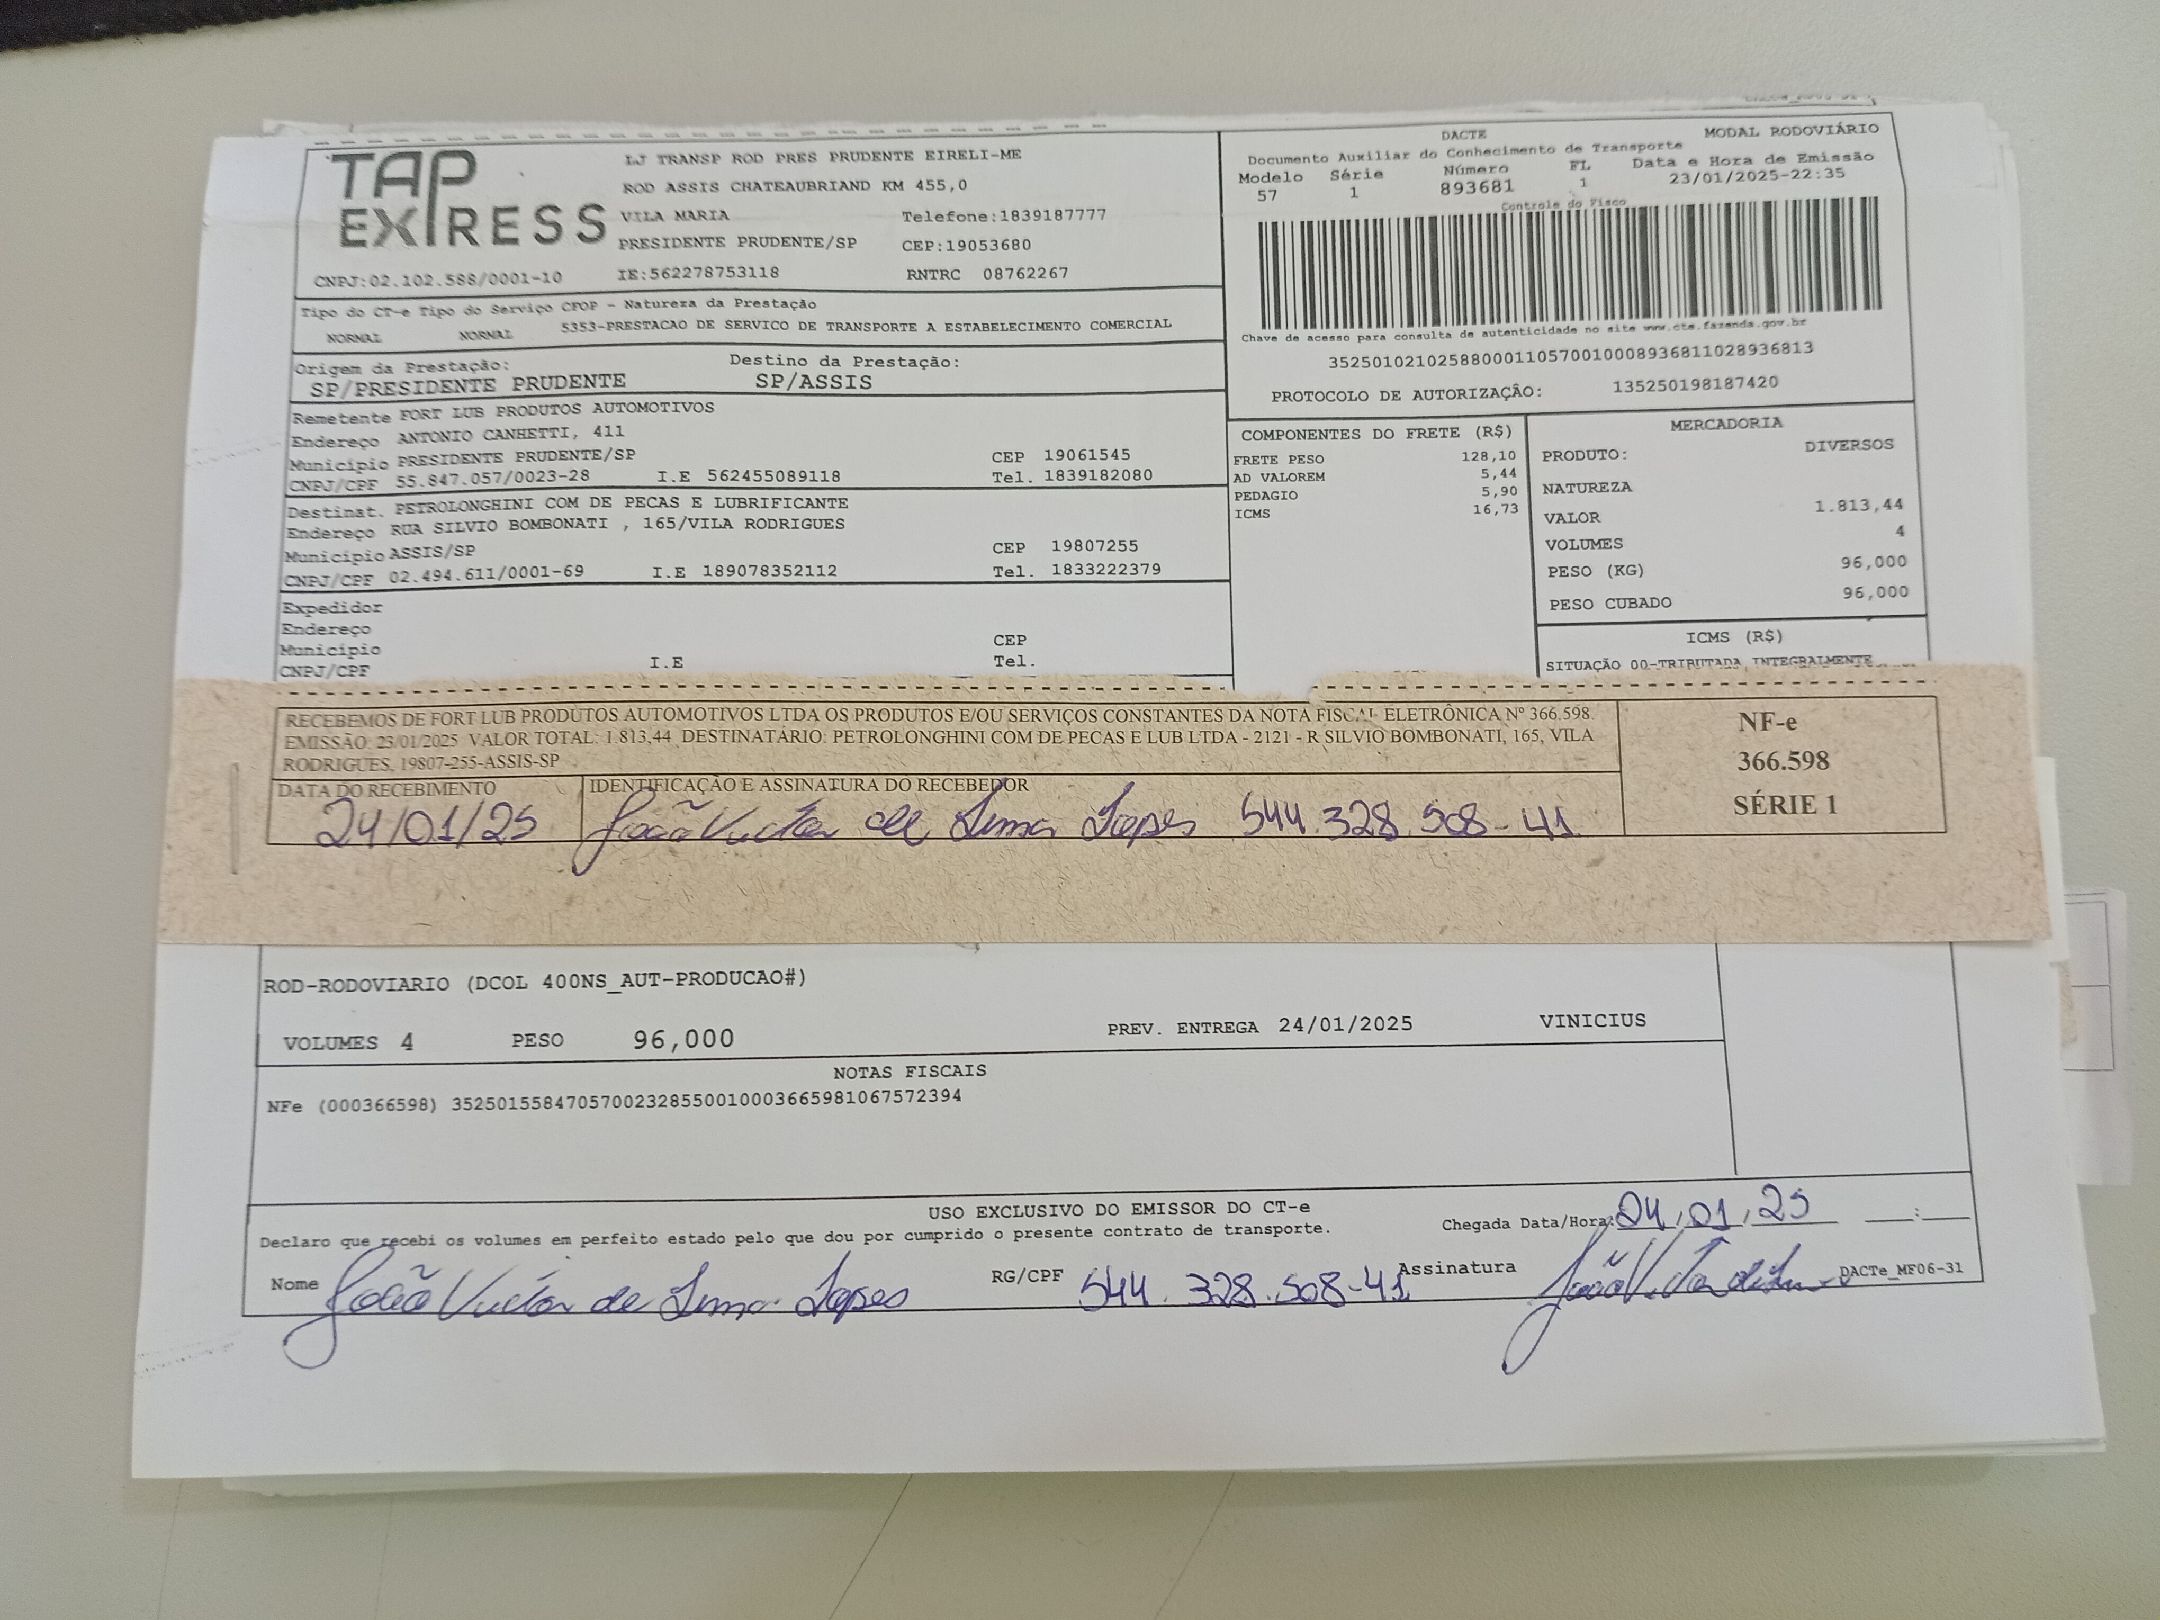 TAP EXPRESS
LJ TRANSP ROD PRES PRUDENTE EIRELI-ME
ROD ASSIS CHATEAUBRIAND KM 455,0
VILA MARIA Telefone:1839187777
PRESIDENTE PRUDENTE/SP CEP:19053680
CNPJ:02.102.588/0001-10 IE:562278753118 RNTRC 08762267
Tipo do CT-e Tipo do Serviço CFOP - Natureza da Prestação
NORMAL NORMAL 5353-PRESTACAO DE SERVICO DE TRANSPORTE A ESTABELECIMENTO COMERCIAL
Origem da Prestação: Destino da Prestação:
SP/PRESIDENTE PRUDENTE SP/ASSIS
Remetente FORT LUB PRODUTOS AUTOMOTIVOS
Endereço ANTONIO CANHETTI, 411
Município PRESIDENTE PRUDENTE/SP CEP 19061545
CNPJ/CPF 55.847.057/0023-28 I.E 562455089118 Tel. 1839182080
Destinat. PETROLONGHINI COM DE PECAS E LUBRIFICANTE
Endereço RUA SILVIO BOMBONATI , 165/VILA RODRIGUES
Município ASSIS/SP CEP 19807255
CNPJ/CPF 02.494.611/0001-69 I.E 189078352112 Tel. 1833222379
Expedidor
Endereço
Município CEP
CNPJ/CPF I.E Tel.
DACTE MODAL RODOVIÁRIO
Documento Auxiliar do Conhecimento de Transporte
Modelo Série Número FL Data e Hora de Emissão
57 1 893681 1 23/01/2025-22:35
Controle do Fisco
Chave de acesso para consulta de autenticidade no site www.cte.fazenda.gov.br
35250102102588000110570010008936811028936813
PROTOCOLO DE AUTORIZAÇÃO: 135250198187420
COMPONENTES DO FRETE (R$)
FRETE PESO 128,10
AD VALOREM 5,44
PEDAGIO 5,90
ICMS 16,73
MERCADORIA
PRODUTO: DIVERSOS
NATUREZA
VALOR 1.813,44
VOLUMES 4
PESO (KG) 96,000
PESO CUBADO 96,000
ICMS (R$)
SITUAÇÃO 00-TRIBUTADA INTEGRALMENTE
RECEBEMOS DE FORT LUB PRODUTOS AUTOMOTIVOS LTDA OS PRODUTOS E/OU SERVIÇOS CONSTANTES DA NOTA FISCAL ELETRÔNICA Nº 366.598.
EMISSÃO: 23/01/2025 VALOR TOTAL: 1.813,44 DESTINATÁRIO: PETROLONGHINI COM DE PECAS E LUB LTDA - 2121 - R SILVIO BOMBONATI, 165, VILA
RODRIGUES, 19807-255-ASSIS-SP
DATA DO RECEBIMENTO IDENTIFICAÇÃO E ASSINATURA DO RECEBEDOR
24/01/25 João Victor de Lima Lopes 544.328.508-41
NF-e
366.598
SÉRIE 1
ROD-RODOVIARIO (DCOL 400NS_AUT-PRODUCAO#)
VOLUMES 4 PESO 96,000 PREV. ENTREGA 24/01/2025 VINICIUS
NOTAS FISCAIS
NFe (000366598) 35250155847057002328550010003665981067572394
USO EXCLUSIVO DO EMISSOR DO CT-e
Declaro que recebi os volumes em perfeito estado pelo que dou por cumprido o presente contrato de transporte. Chegada Data/Hora: 24,01,25 :
Nome João Victor de Lima Lopes RG/CPF 544.328.508-41 Assinatura João Victor de Lima
DACTe_MF06-31